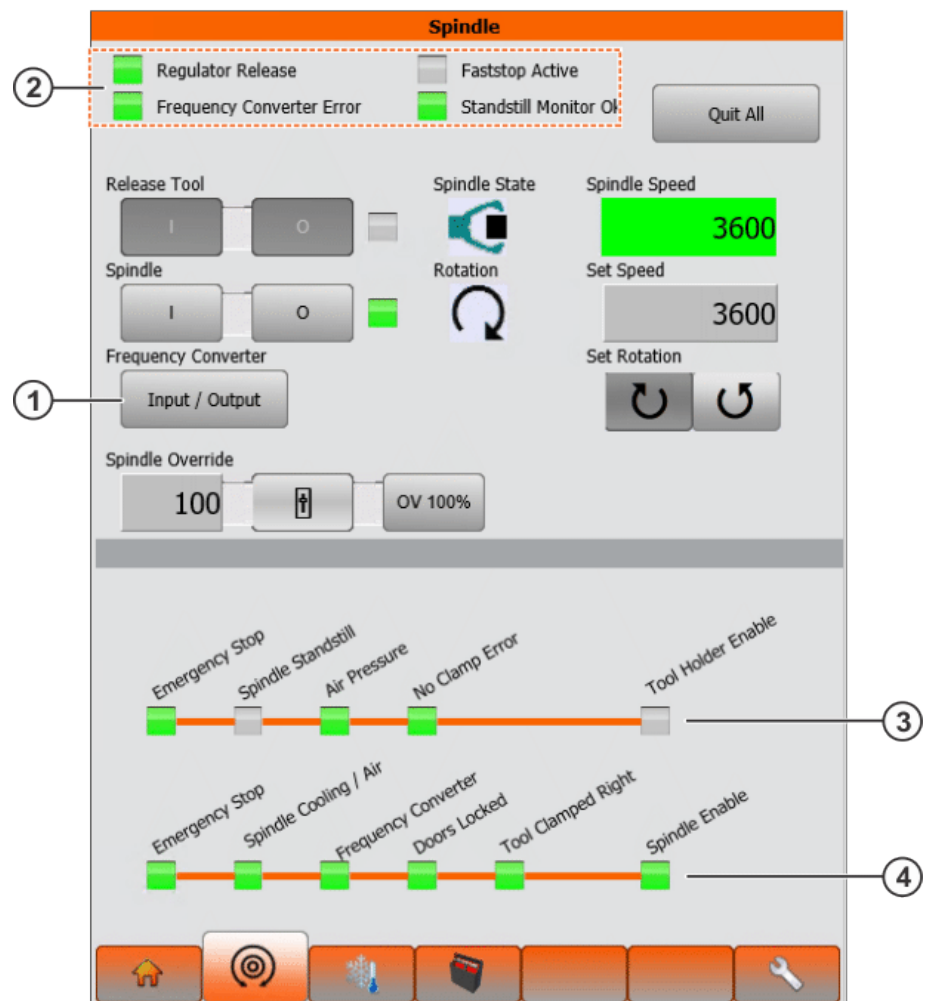 Spindle
Regulator Release
Faststop Active
2
Frequency Converter Error
Standstill Monitor Ok
Quit All
Release Tool
Spindle State
Spindle Speed
I
O
3600
Spindle
Rotation
Set Speed
I
O
3600
Frequency Converter
Set Rotation
1
Input / Output
Spindle Override
100
OV 100%
Emergency Stop
Spindle Standstill
Air Pressure
No Clamp Error
Tool Holder Enable
3
Emergency Stop
Spindle Cooling / Air
Frequency Converter
Doors Locked
Tool Clamped Right
Spindle Enable
4